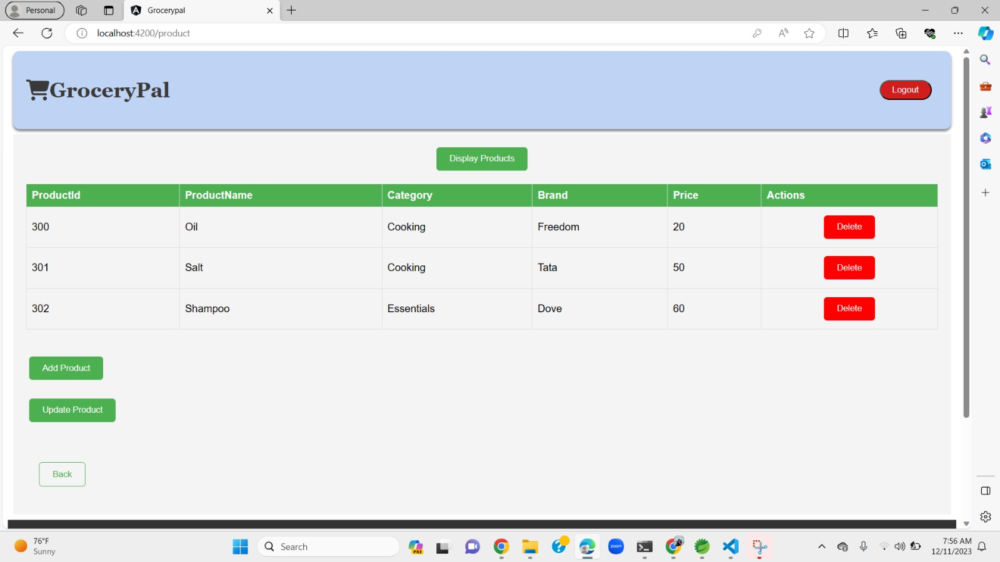 Personal
Grocerypal
localhost:4200/product
GroceryPal
Logout
Display Products
ProductId ProductName Category Brand Price Actions
300 Oil Cooking Freedom 20 Delete
301 Salt Cooking Tata 50 Delete
302 Shampoo Essentials Dove 60 Delete
Add Product
Update Product
Back
76°F
Sunny
Search
PRE
zoom
7:56 AM
12/11/2023